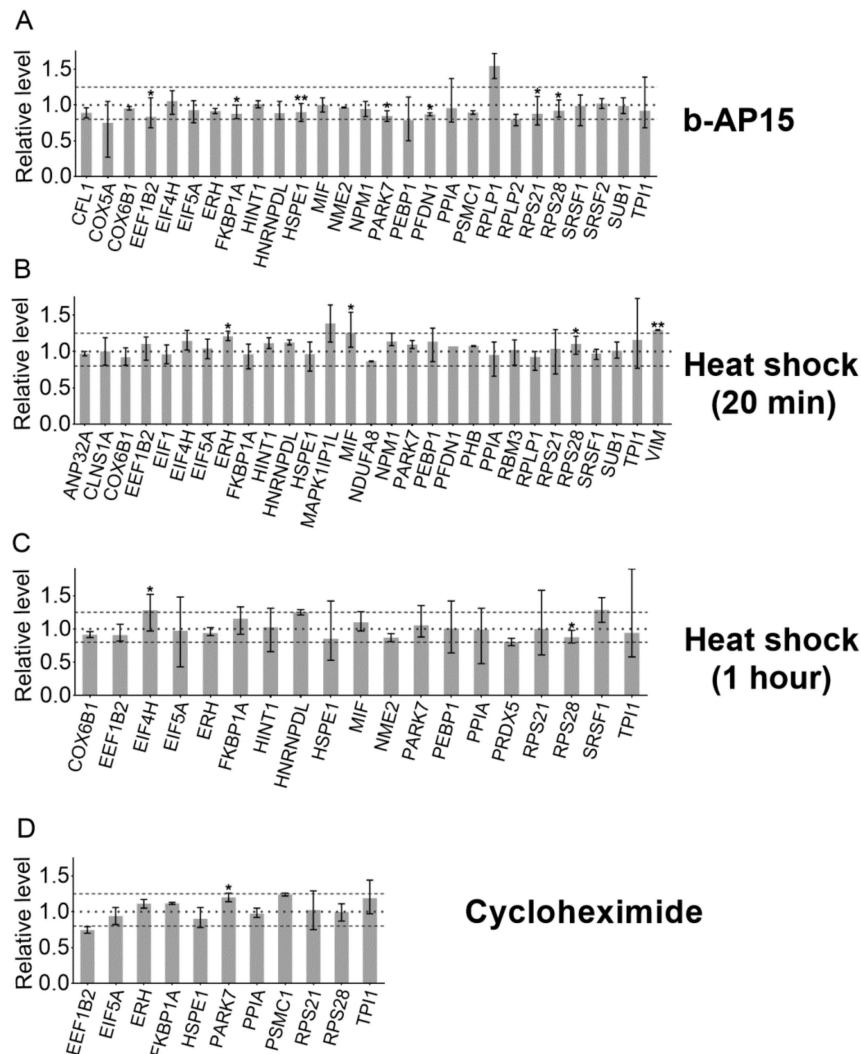 A
Relative level
1.5
1.0
0.5
0.0
* * ** * * * *
CFL1
COX5A
COX6B1
EEF1B2
EIF4H
EIF5A
ERH
FKBP1A
HINT1
HNRNPDL
HSPE1
MIF
NME2
NPM1
PARK7
PEBP1
PFDN1
PPIA
PSMC1
RPLP1
RPLP2
RPS21
RPS28
SRSF1
SRSF2
SUB1
TPI1
b-AP15
B
Relative level
1.5
1.0
0.5
0.0
* * * **
ANP32A
CLNS1A
COX6B1
EEF1B2
EIF1
EIF4H
EIF5A
ERH
FKBP1A
HINT1
HNRNPDL
HSPE1
MAPK1IP1L
MIF
NDUFA8
NPM1
PARK7
PEBP1
PFDN1
PHB
PPIA
RBM3
RPLP1
RPS21
RPS28
SRSF1
SUB1
TPI1
VIM
Heat shock
(20 min)
C
Relative level
1.5
1.0
0.5
0.0
* *
COX6B1
EEF1B2
EIF4H
EIF5A
ERH
FKBP1A
HINT1
HNRNPDL
HSPE1
MIF
NME2
PARK7
PEBP1
PPIA
PRDX5
RPS21
RPS28
SRSF1
TPI1
Heat shock
(1 hour)
D
Relative level
1.5
1.0
0.5
0.0
*
EEF1B2
EIF5A
ERH
FKBP1A
HSPE1
PARK7
PPIA
PSMC1
RPS21
RPS28
TPI1
Cycloheximide